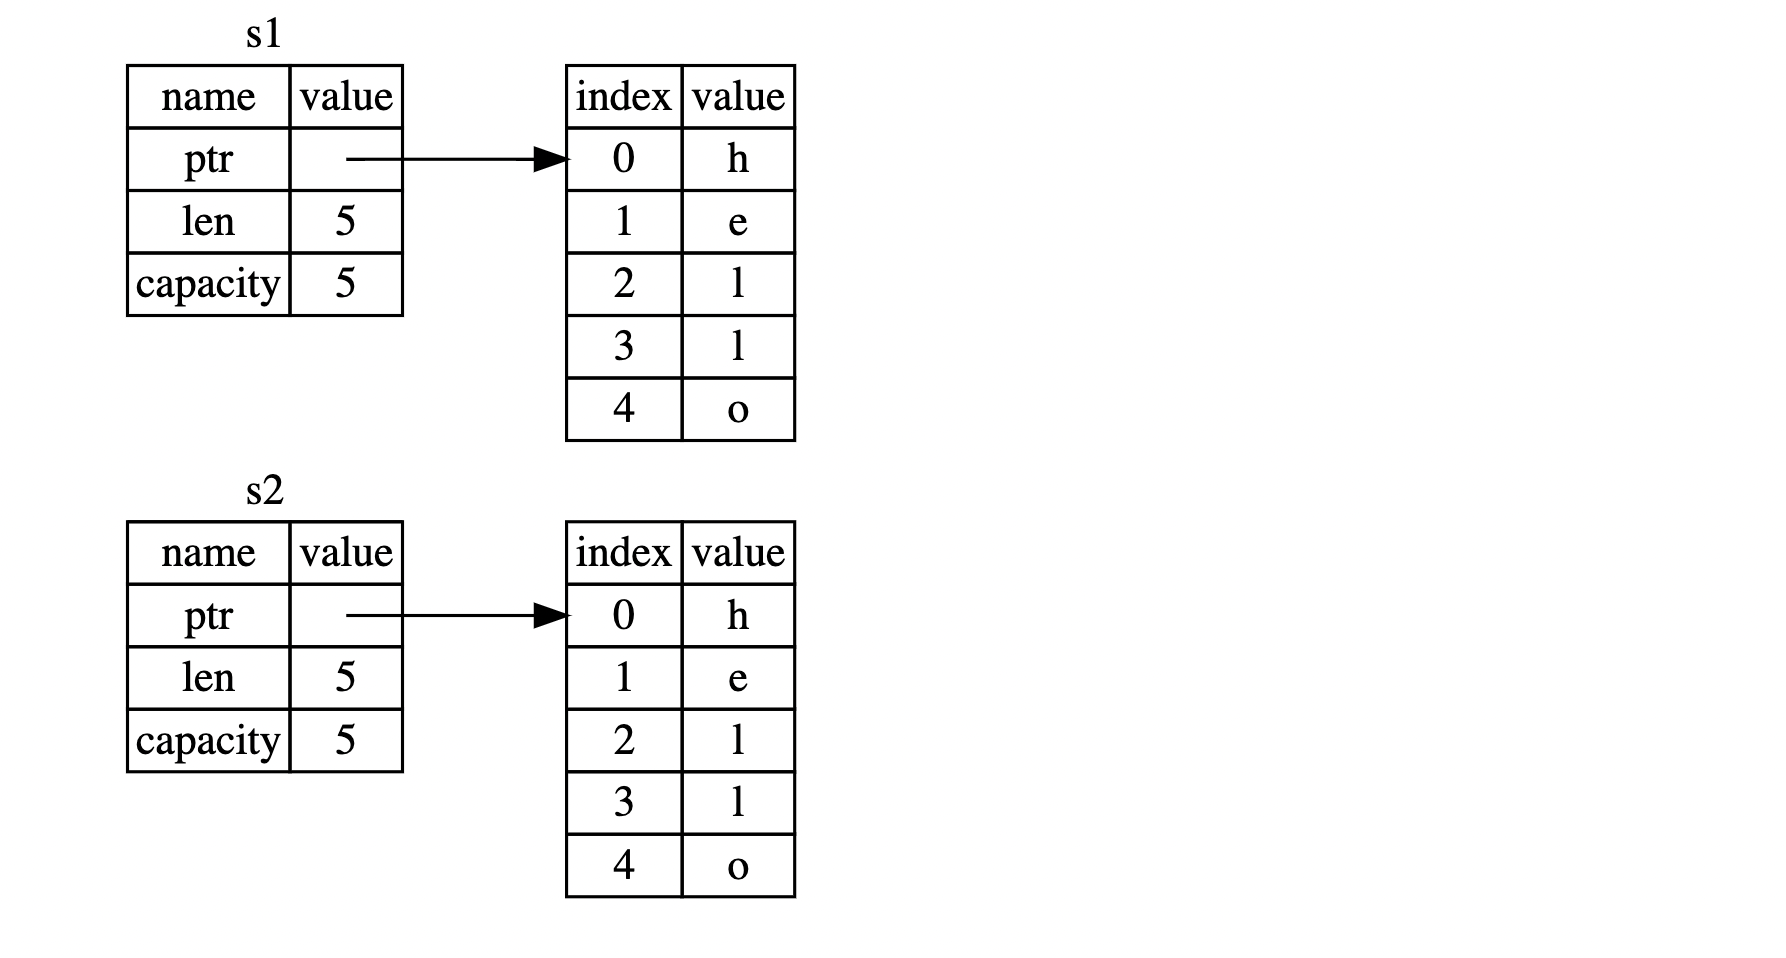 s1
name value
ptr
len 5
capacity 5
index value
0 h
1 e
2 l
3 l
4 o
s2
name value
ptr
len 5
capacity 5
index value
0 h
1 e
2 l
3 l
4 o